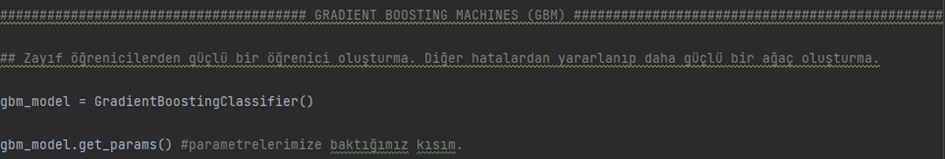 ####################################### GRADIENT BOOSTING MACHINES (GBM) ###############################################
## Zayıf öğrenicilerden güçlü bir öğrenici oluşturma. Diğer hatalardan yararlanıp daha güçlü bir ağaç oluşturma.
gbm_model = GradientBoostingClassifier()
gbm_model.get_params() #parametrelerimize baktığımız kısım.